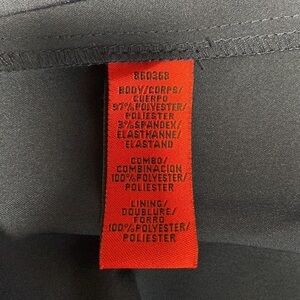 860368
BODY/CORPS/
CUERPO
97%POLYESTER/
POLIESTER
3%SPANDEX/
ELASTHANNE/
ELASTAND
COMBO/
COMBINACION
100%POLYESTER/
POLIESTER
LINING/
DOUBLURE/
FORRO
100%POLYESTER/
POLIESTER